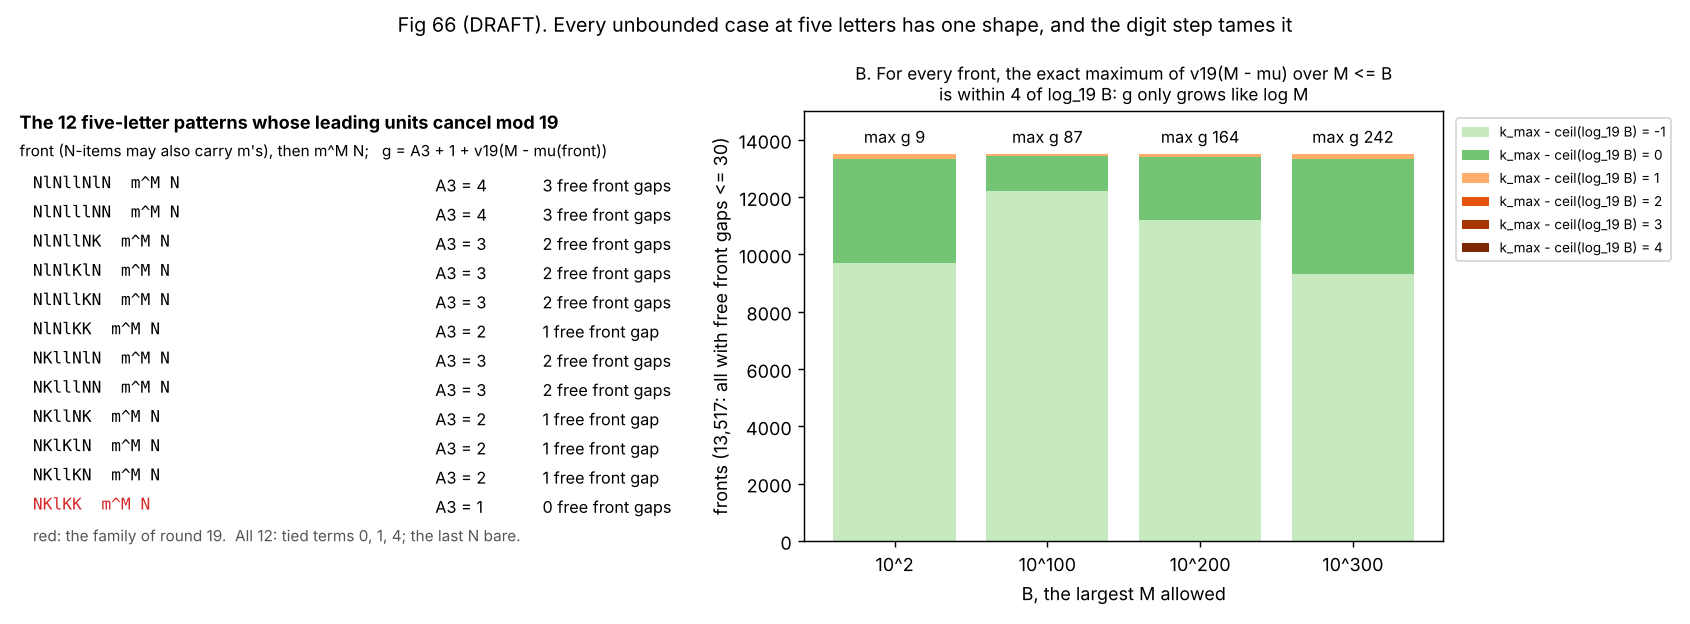 Fig 66 (DRAFT). Every unbounded case at five letters has one shape, and the digit step tames it
The 12 five-letter patterns whose leading units cancel mod 19
front (N-items may also carry m's), then m^M N;   g = A3 + 1 + v19(M - mu(front))
NlNllNlN  m^M N A3 = 4 3 free front gaps
NlNlllNN  m^M N A3 = 4 3 free front gaps
NlNllNK  m^M N A3 = 3 2 free front gaps
NlNlKlN  m^M N A3 = 3 2 free front gaps
NlNllKN  m^M N A3 = 3 2 free front gaps
NlNlKK  m^M N A3 = 2 1 free front gap
NKllNlN  m^M N A3 = 3 2 free front gaps
NKlllNN  m^M N A3 = 3 2 free front gaps
NKllNK  m^M N A3 = 2 1 free front gap
NKlKlN  m^M N A3 = 2 1 free front gap
NKllKN  m^M N A3 = 2 1 free front gap
NKlKK  m^M N A3 = 1 0 free front gaps
red: the family of round 19.  All 12: tied terms 0, 1, 4; the last N bare.
B. For every front, the exact maximum of v19(M - mu) over M <= B
is within 4 of log_19 B: g only grows like log M
fronts (13,517: all with free front gaps <= 30)
14000
12000
10000
8000
6000
4000
2000
0
max g 9
max g 87
max g 164
max g 242
10^2
10^100
10^200
10^300
B, the largest M allowed
k_max - ceil(log_19 B) = -1
k_max - ceil(log_19 B) = 0
k_max - ceil(log_19 B) = 1
k_max - ceil(log_19 B) = 2
k_max - ceil(log_19 B) = 3
k_max - ceil(log_19 B) = 4